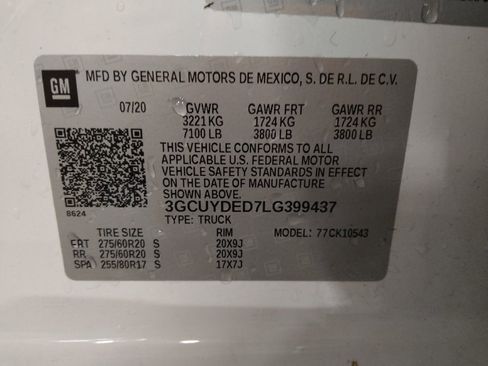 GM
MFD BY GENERAL MOTORS DE MEXICO, S. DE R.L. DE C.V.
07/20 GVWR GAWR FRT GAWR RR
3221 KG 1724 KG 1724 KG
7100 LB 3800 LB 3800 LB
THIS VEHICLE CONFORMS TO ALL
APPLICABLE U.S. FEDERAL MOTOR
VEHICLE SAFETY STANDARDS IN EFFECT
ON THE DATE OF MANUFACTURE
SHOWN ABOVE.
8624
3GCUYDED7LG399437
TYPE: TRUCK
TIRE SIZE RIM MODEL: 77CK10543
FRT 275/60R20 S 20X9J
RR 275/60R20 S 20X9J
SPA 255/80R17 S 17X7J